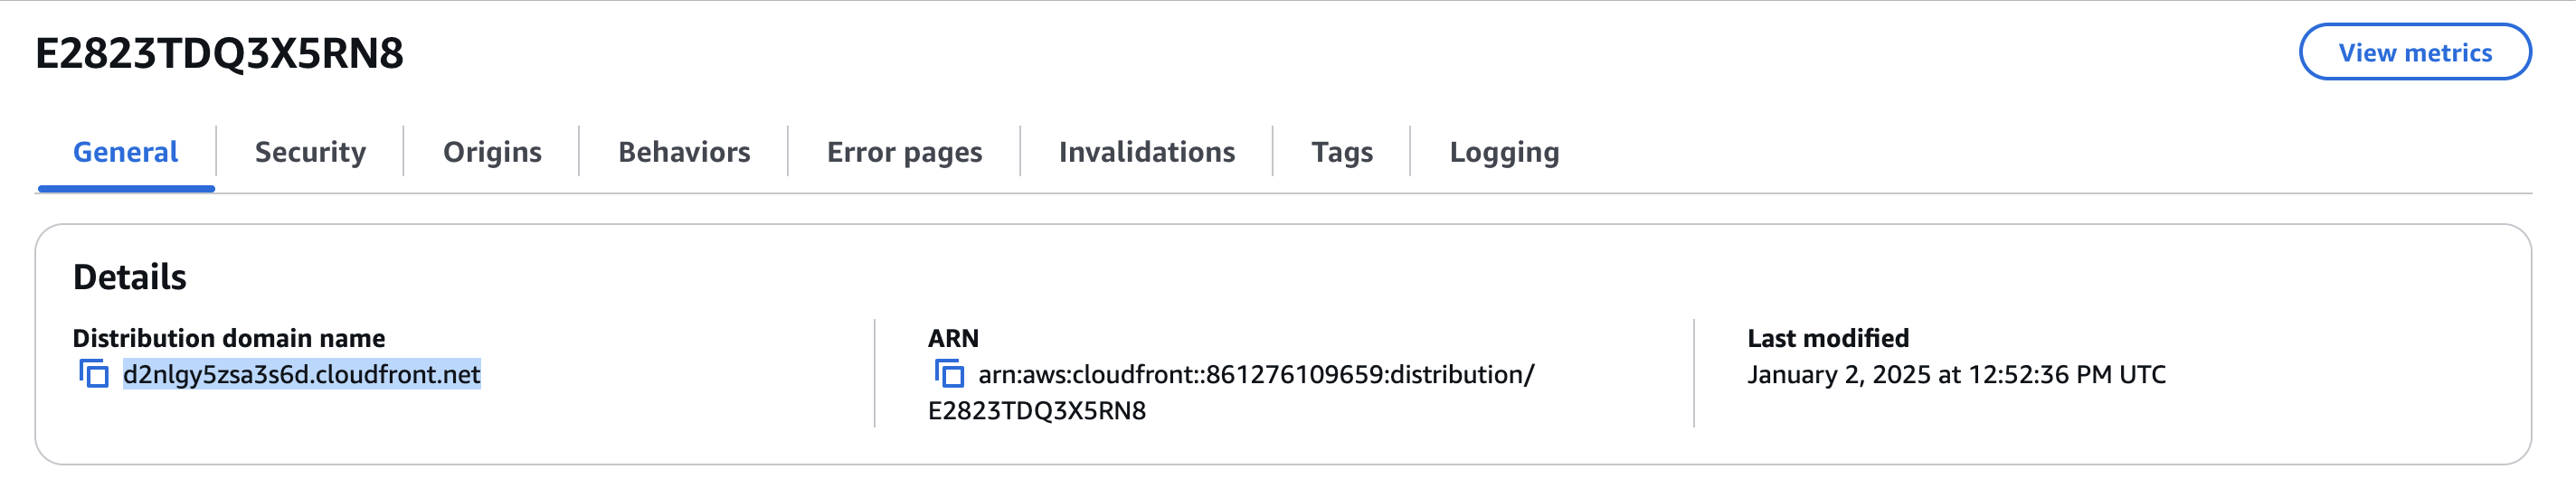 E2823TDQ3X5RN8
View metrics
General
Security
Origins
Behaviors
Error pages
Invalidations
Tags
Logging
Details
Distribution domain name
d2nlgy5zsa3s6d.cloudfront.net
ARN
arn:aws:cloudfront::861276109659:distribution/
E2823TDQ3X5RN8
Last modified
January 2, 2025 at 12:52:36 PM UTC